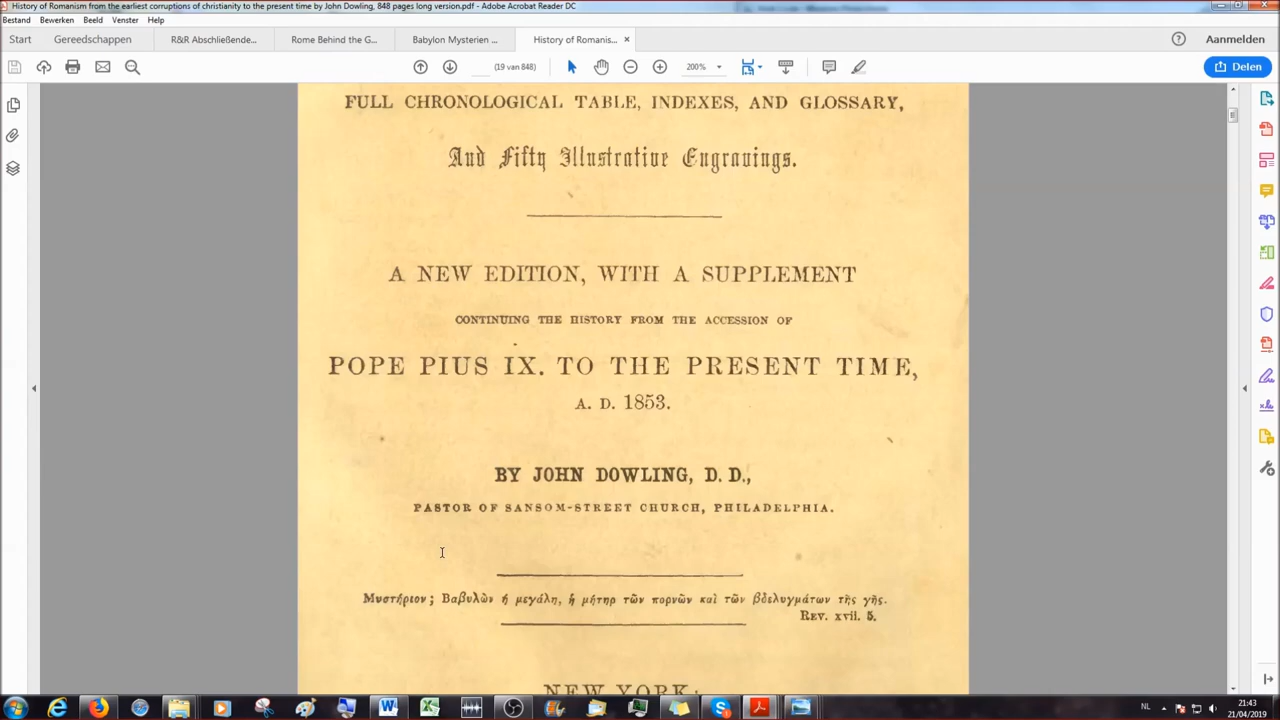 History of Romanism from the earliest corruptions of christianity to the present time by John Dowling, 848 pages long version.pdf - Adobe Acrobat Reader DC
Bestand Bewerken Beeld Venster Help
Start Gereedschappen R&R Abschließende... Rome Behind the G... Babylon Mysterien ... History of Romanis... × Aanmelden
(19 van 848) 200% Delen
FULL CHRONOLOGICAL TABLE, INDEXES, AND GLOSSARY,
And Fifty Illustrative Engravings.
A NEW EDITION, WITH A SUPPLEMENT
CONTINUING THE HISTORY FROM THE ACCESSION OF
POPE PIUS IX. TO THE PRESENT TIME,
A. D. 1853.
BY JOHN DOWLING, D. D.,
PASTOR OF SANSOM-STREET CHURCH, PHILADELPHIA.
Μυστήριον; Βαβυλὼν ἡ μεγάλη, ἡ μήτηρ τῶν πορνῶν καὶ τῶν βδελυγμάτων τῆς γῆς.
REV. xvii. 5.
NEW YORK:
NL 21:43
21/04/2019